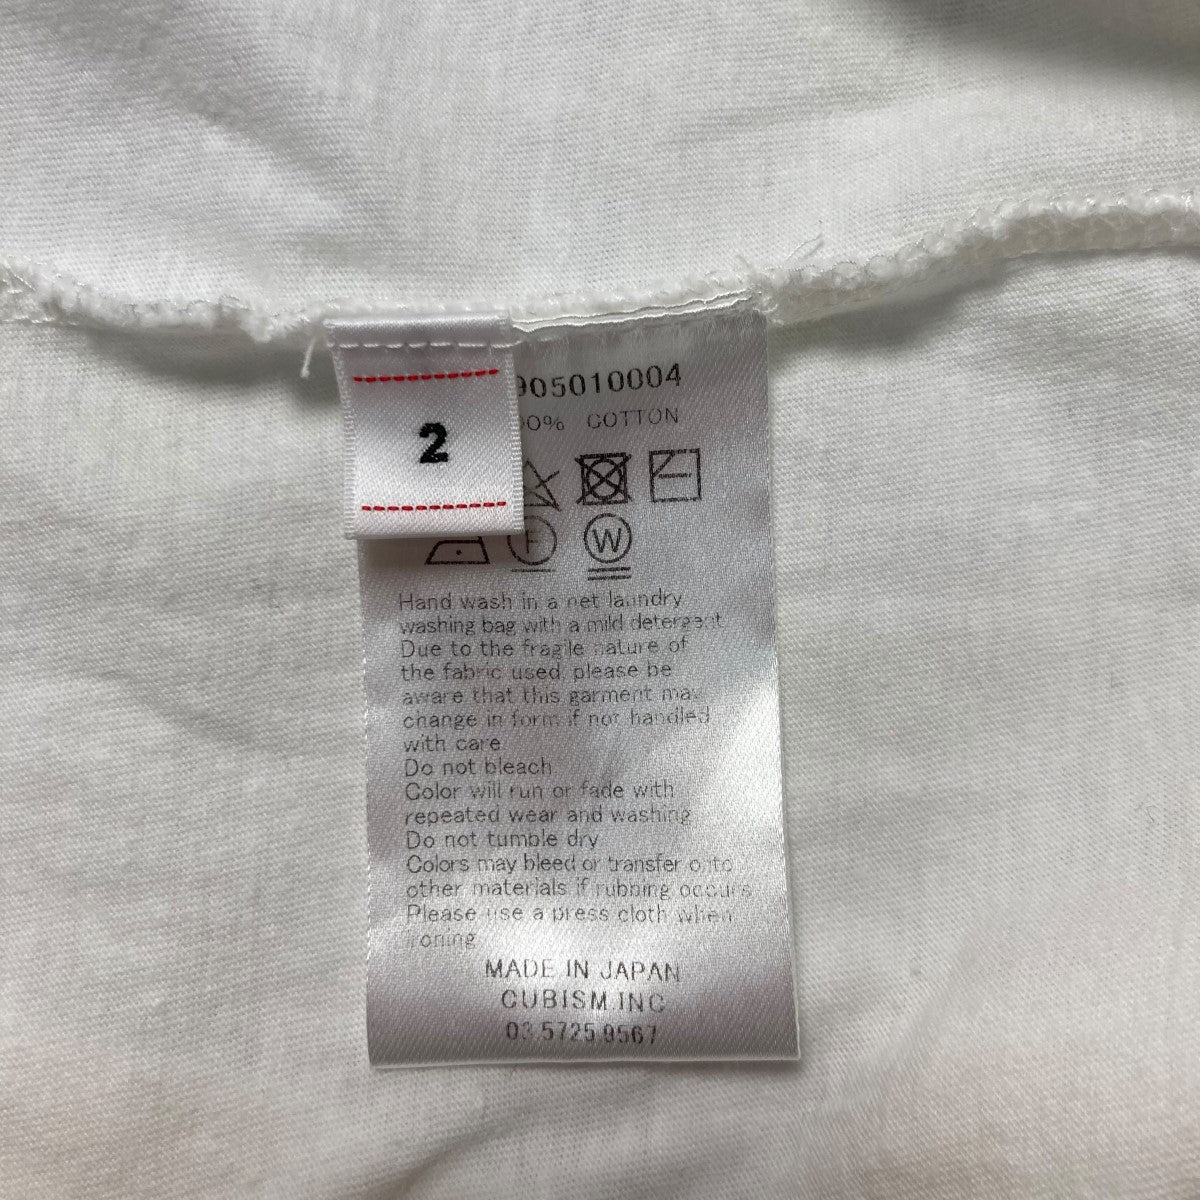 2
905010004
00% COTTON
F W
Hand wash in a net laundry
washing bag with a mild detergent
Due to the fragile nature of
the fabric used, please be
aware that this garment may
change in form if not handled
with care.
Do not bleach
Color will run or fade with
repeated wear and washing
Do not tumble dry
Colors may bleed or transfer onto
other materials if rubbing occurs
Please use a press cloth when
ironing
MADE IN JAPAN
CUBISM INC
03.5725.9567